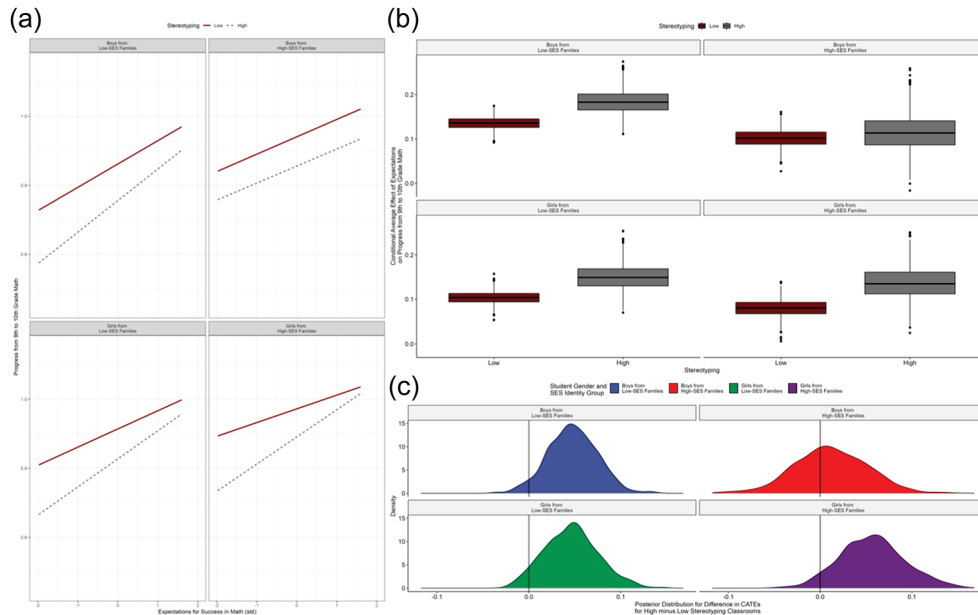 (a)
Stereotyping — Low --- High
Boys from
Low-SES Families
Boys from
High-SES Families
1.0
0.8
0.6
Girls from
Low-SES Families
Girls from
High-SES Families
1.0
0.8
0.6
Progress from 9th to 10th Grade Math
-2 -1 0 1 2
-2 -1 0 1 2
Expectations for Success in Math (std)
(b)
Stereotyping Low High
Boys from
Low-SES Families
Boys from
High-SES Families
0.2
0.1
0.0
Girls from
Low-SES Families
Girls from
High-SES Families
0.2
0.1
0.0
Conditional Average Effect of Expectations
on Progress from 9th to 10th Grade Math
Low High Low High
Stereotyping
(c)
Student Gender and
SES Identity Group
Boys from
Low-SES Families
Boys from
High-SES Families
Girls from
Low-SES Families
Girls from
High-SES Families
Boys from
Low-SES Families
Boys from
High-SES Families
15
10
5
0
Girls from
Low-SES Families
Girls from
High-SES Families
10
5
0
Density
-0.1 0.0 0.1 -0.1 0.0 0.1
Posterior Distribution for Difference in CATEs
for High minus Low Stereotyping Classrooms